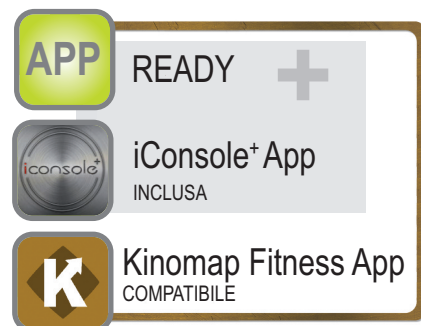 APP READY
iConsole+ App
iconsole+
INCLUSA
K Kinomap Fitness App
COMPATIBILE